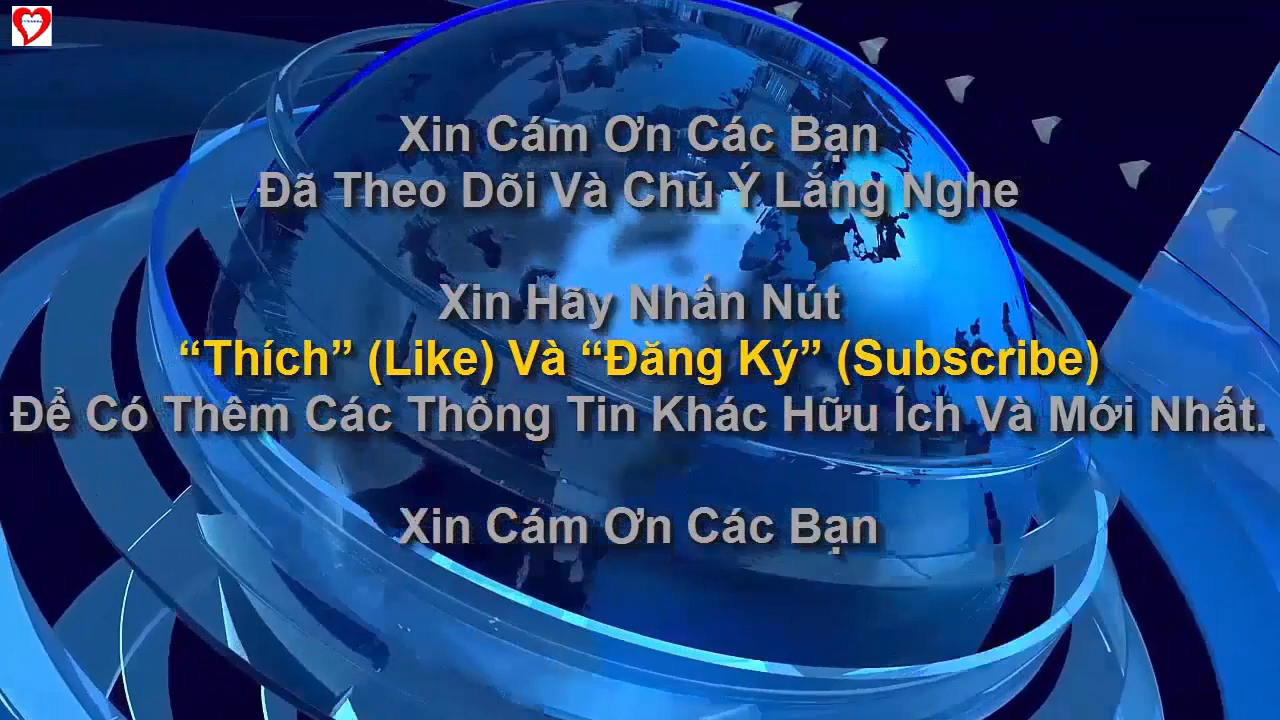 Xin Cám Ơn Các Bạn
Đã Theo Dõi Và Chú Ý Lắng Nghe
Xin Hãy Nhấn Nút
“Thích” (Like) Và “Đăng Ký” (Subscribe)
Để Có Thêm Các Thông Tin Khác Hữu Ích Và Mới Nhất.
Xin Cám Ơn Các Bạn